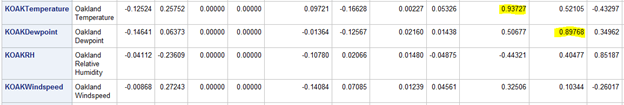 KOAKTemperature Oakland Temperature -0.12524 0.25752 0.00000 0.00000 0.09721 -0.16628 0.00227 0.05326 0.93727 0.52105 -0.43297
KOAKDewpoint Oakland Dewpoint -0.14641 0.06373 0.00000 0.00000 -0.01364 -0.12567 0.02160 0.01438 0.50677 0.89768 0.34962
KOAKRH Oakland Relative Humidity -0.04112 -0.23609 0.00000 0.00000 -0.10780 0.02066 0.01480 -0.04875 -0.44321 0.40477 0.85187
KOAKWindspeed Oakland Windspeed -0.00868 0.27243 0.00000 0.00000 -0.14084 0.07085 0.01239 0.04561 0.32506 0.10344 -0.26017